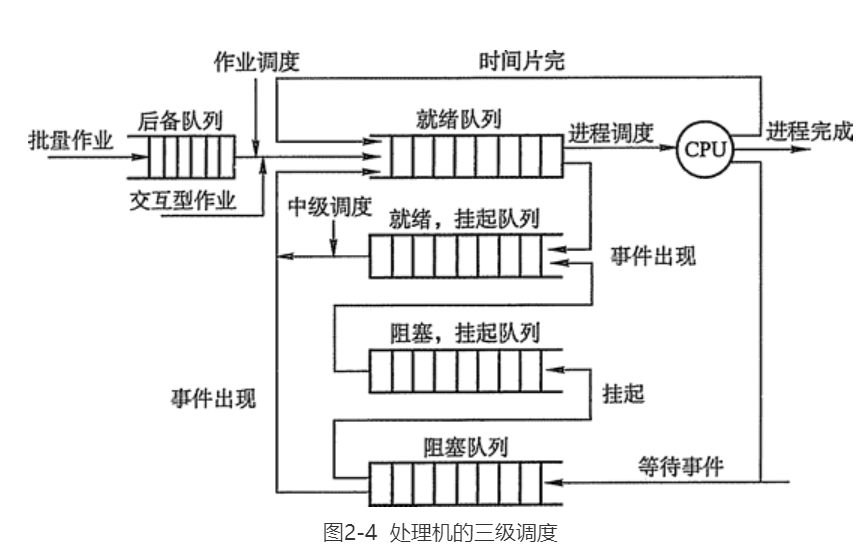 作业调度
时间片完
后备队列
就绪队列
批量作业
进程调度
CPU
进程完成
交互型作业
中级调度
就绪，挂起队列
事件出现
阻塞，挂起队列
事件出现
挂起
阻塞队列
等待事件
图2-4 处理机的三级调度